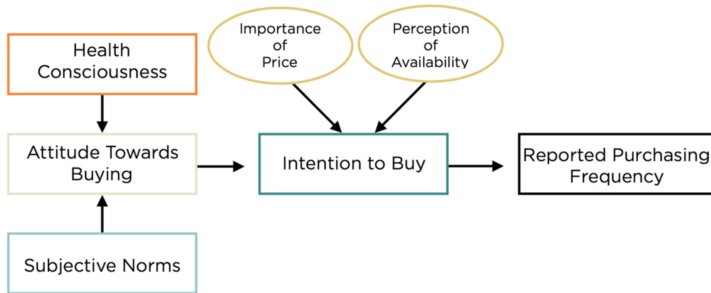 Health
Consciousness
Importance
of
Price
Perception
of
Availability
Attitude Towards
Buying
Intention to Buy
Reported Purchasing
Frequency
Subjective Norms